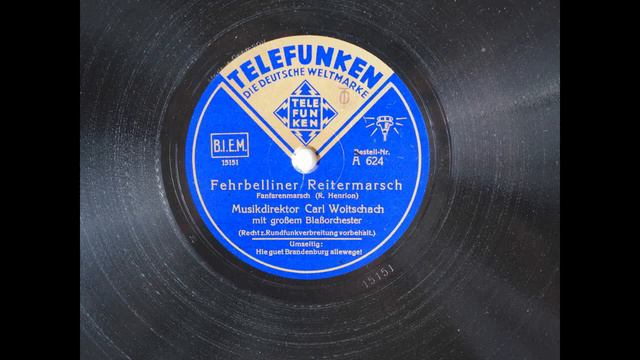 TELEFUNKEN
DIE DEUTSCHE WELTMARKE
TELE
FUN
KEN
B.I.E.M.
15151
Bestell-Nr.
A 624
Fehrbelliner Reitermarsch
Fanfarenmarsch (R. Henrion)
Musikdirektor Carl Woitschach
mit großem Blaßorchester
(Recht z. Rundfunkverbreitung vorbehalt.)
Umseitig:
Hie guet Brandenburg allewege!
15151